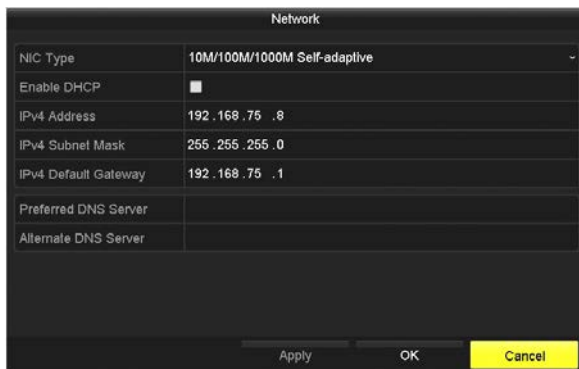 Network
NIC Type 10M/100M/1000M Self-adaptive
Enable DHCP
IPv4 Address 192.168.75 .8
IPv4 Subnet Mask 255.255.255.0
IPv4 Default Gateway 192.168.75 .1
Preferred DNS Server
Alternate DNS Server
Apply OK Cancel